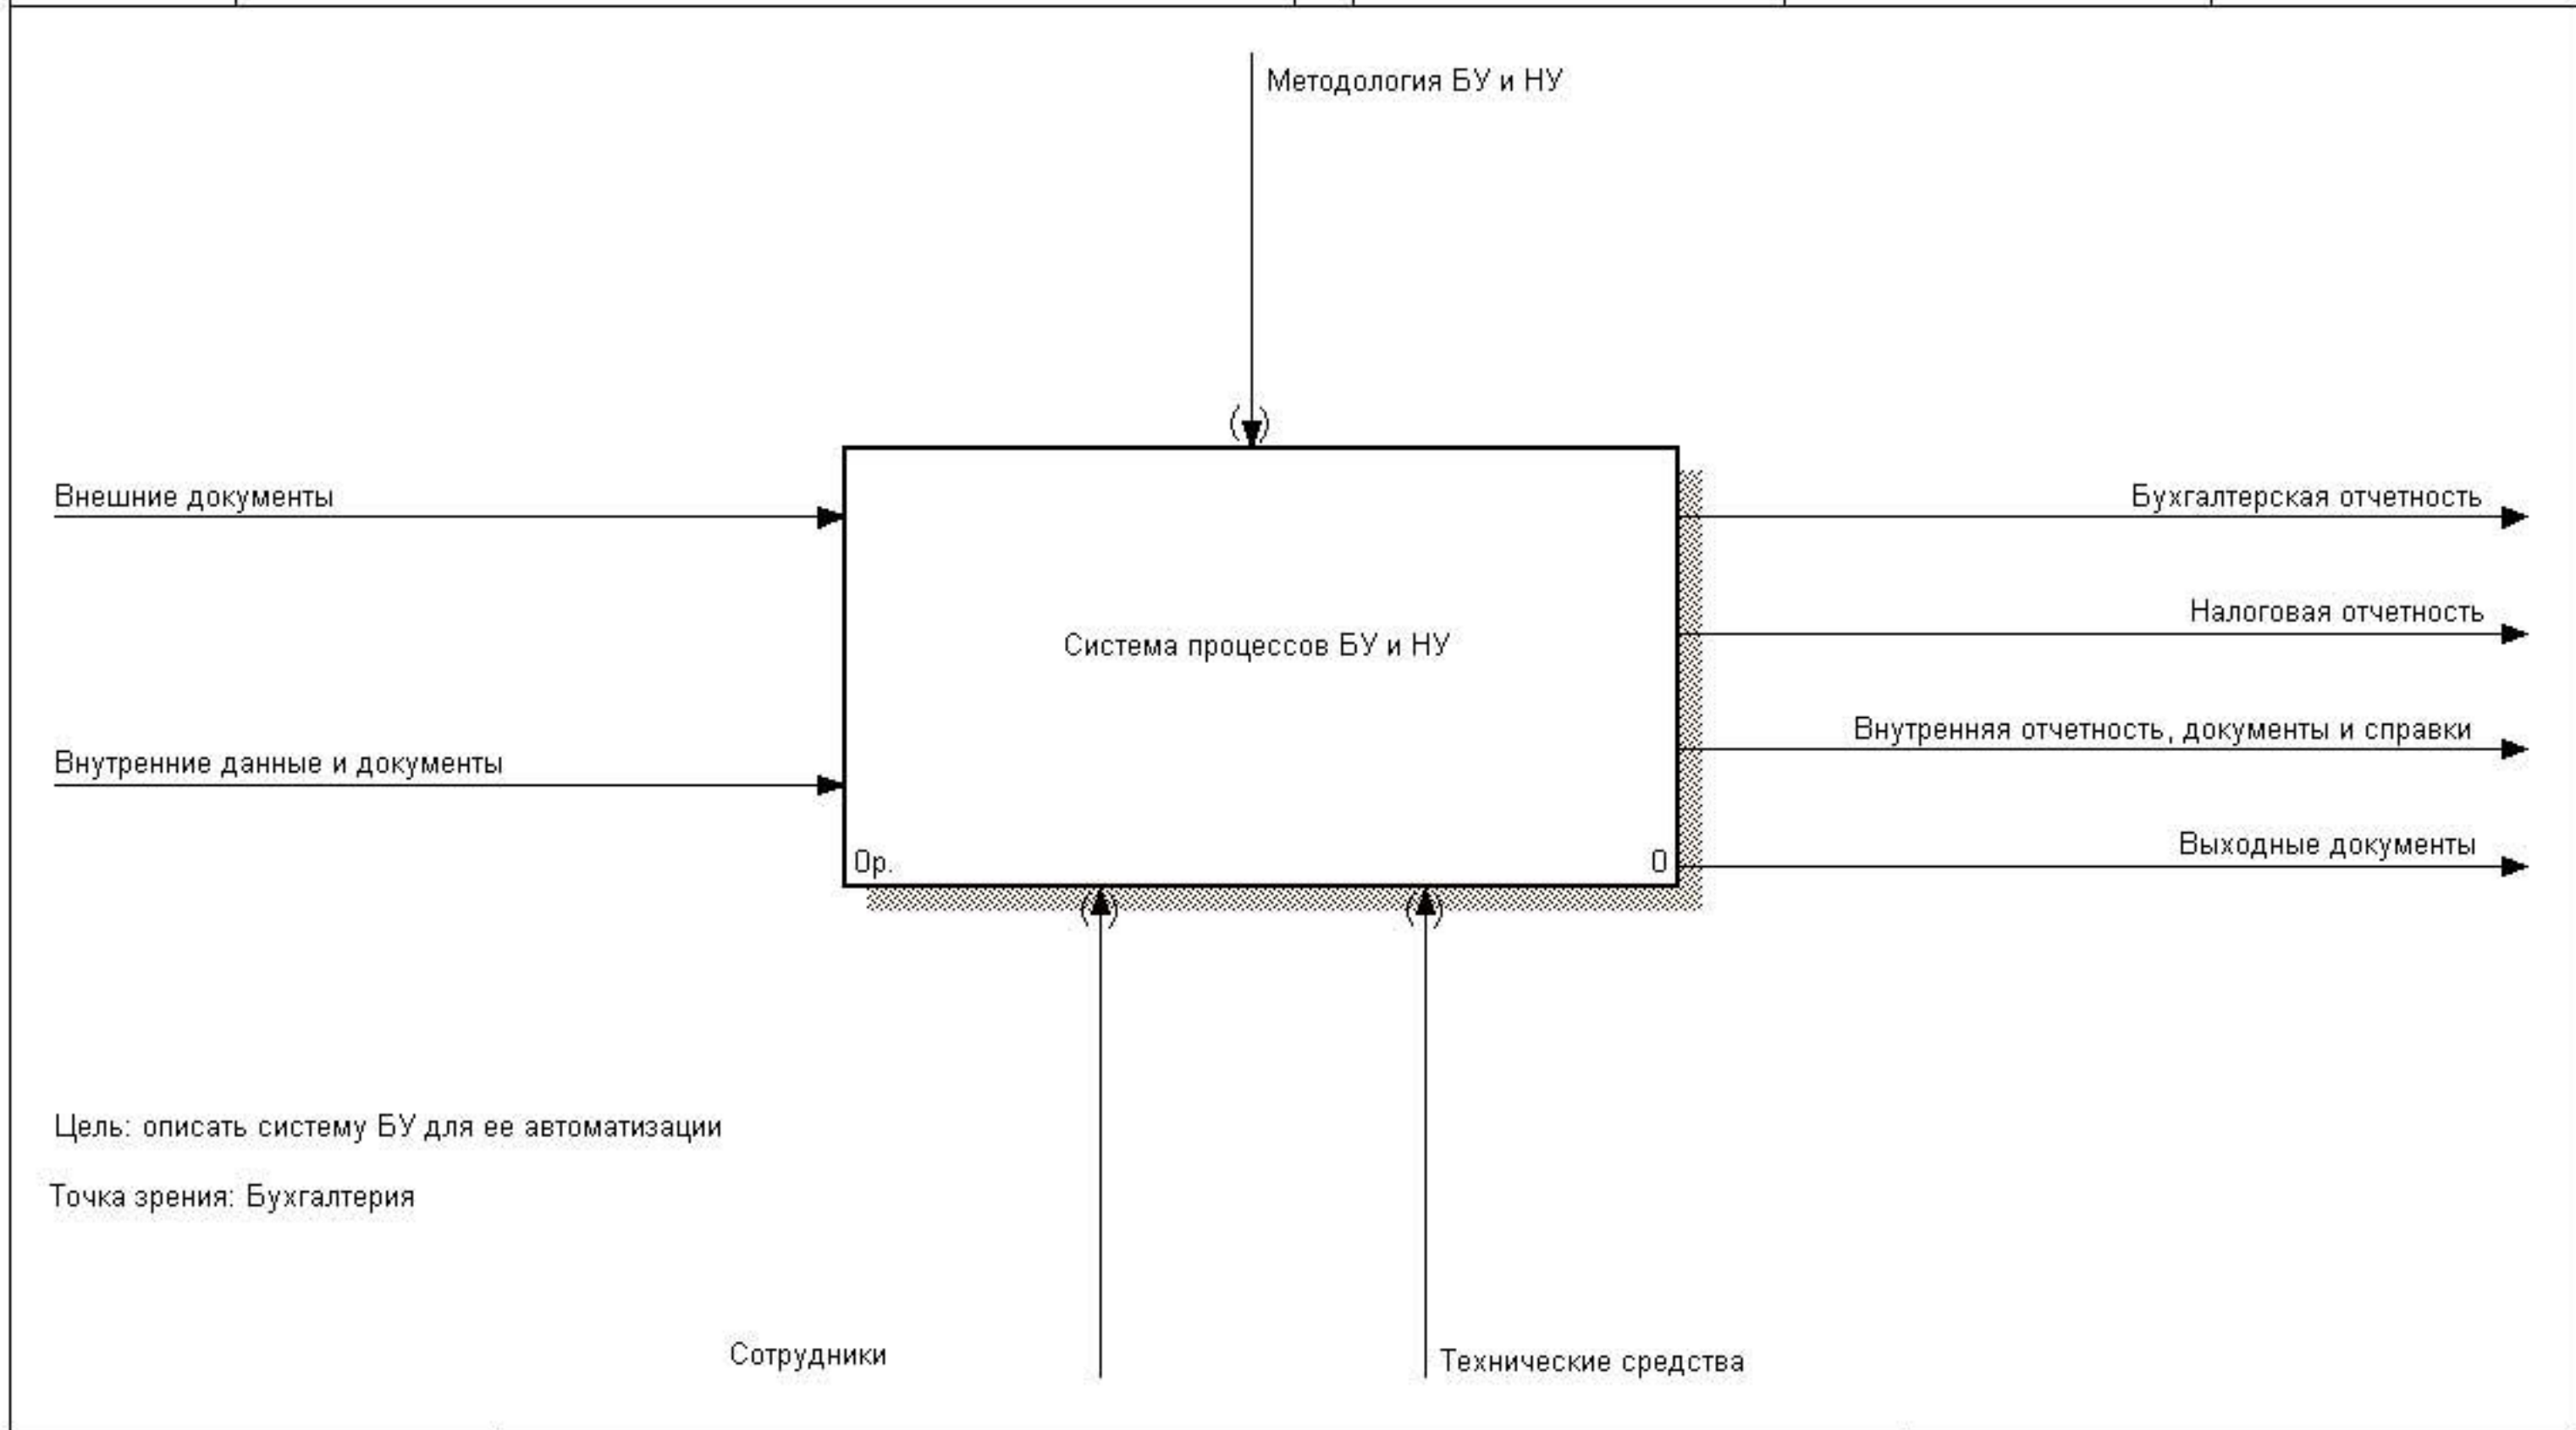 Методология БУ и НУ
Внешние документы
Бухгалтерская отчетность
Налоговая отчетность
Система процессов БУ и НУ
Внутренняя отчетность, документы и справки
Внутренние данные и документы
Выходные документы
0р. 0
Цель: описать систему БУ для ее автоматизации
Точка зрения: Бухгалтерия
Сотрудники
Технические средства